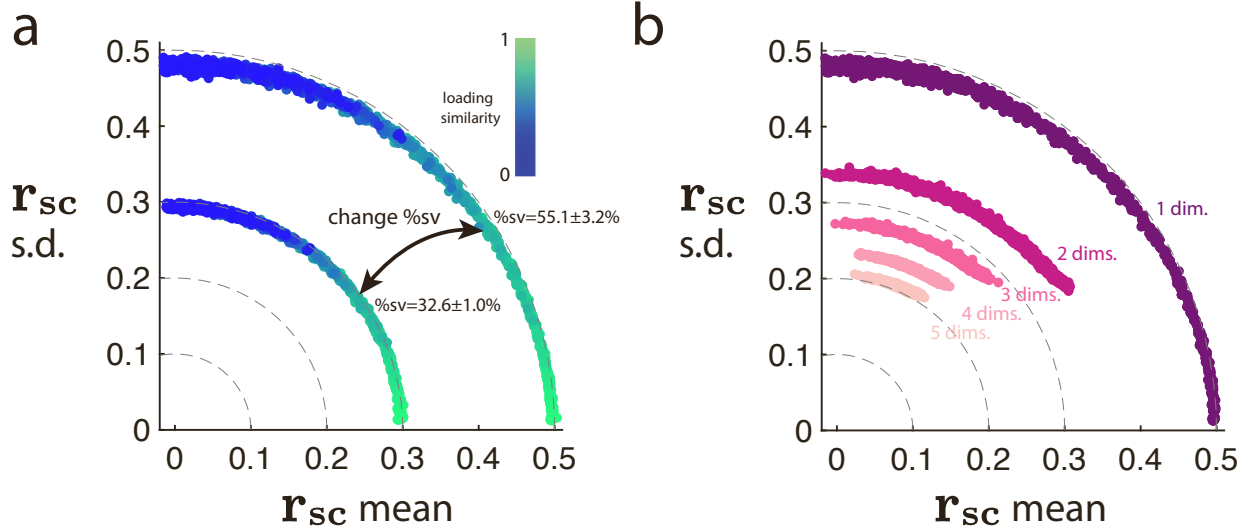 a
0.5
0.4
0.3
0.2
0.1
0
r_sc
s.d.
1
loading
similarity
0
change %sv
%sv=55.1±3.2%
%sv=32.6±1.0%
0
0.1
0.2
0.3
0.4
0.5
r_sc mean
b
0.5
0.4
0.3
0.2
0.1
0
r_sc
s.d.
1 dim.
2 dims.
3 dims.
4 dims.
5 dims.
0
0.1
0.2
0.3
0.4
0.5
r_sc mean